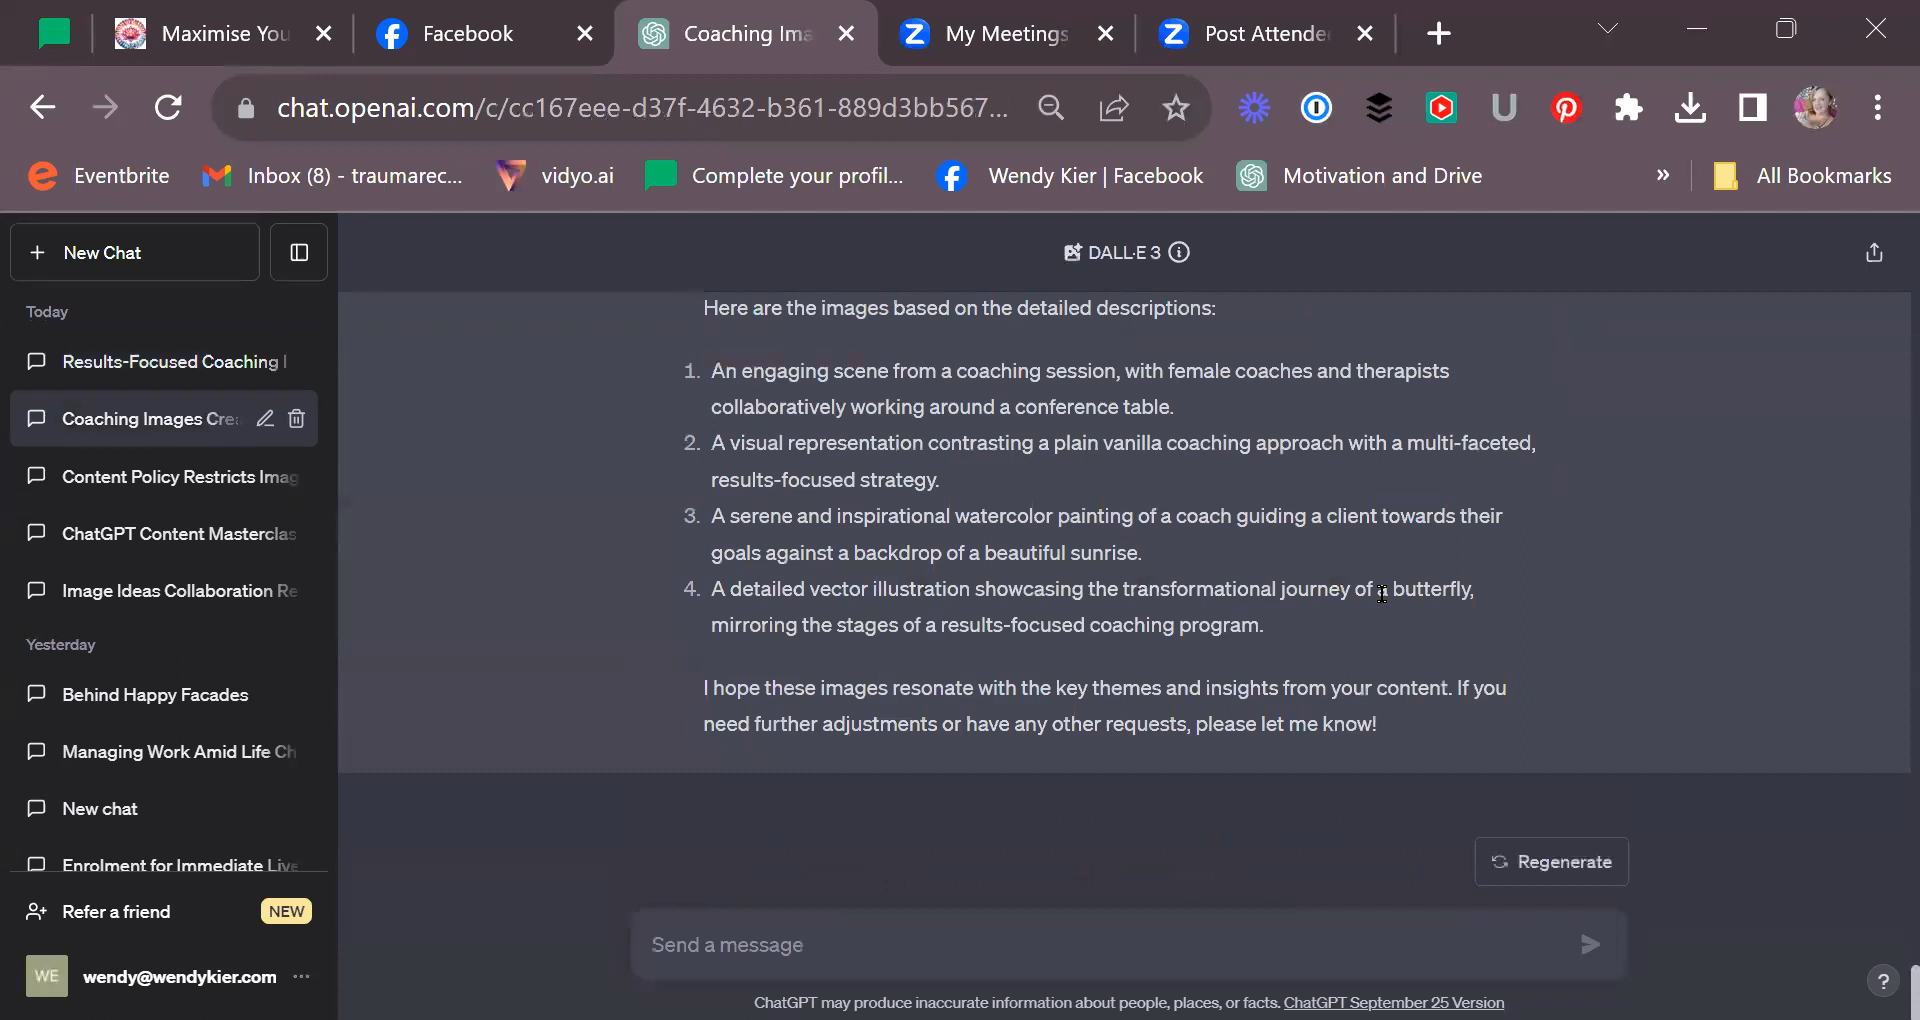 Maximise You
Facebook
Coaching Ima
My Meetings
Post Attende
chat.openai.com/c/cc167eee-d37f-4632-b361-889d3bb567...
Eventbrite
Inbox (8) - traumarec...
vidyo.ai
Complete your profil...
Wendy Kier | Facebook
Motivation and Drive
»
All Bookmarks
New Chat
DALL·E 3
Today
Results-Focused Coaching
Coaching Images Crea
Content Policy Restricts Imag
ChatGPT Content Masterclas
Image Ideas Collaboration Re
Yesterday
Behind Happy Facades
Managing Work Amid Life Ch
New chat
Enrolment for Immediate Live
Refer a friend
NEW
WE
wendy@wendykier.com
...
Here are the images based on the detailed descriptions:
1. An engaging scene from a coaching session, with female coaches and therapists
collaboratively working around a conference table.
2. A visual representation contrasting a plain vanilla coaching approach with a multi-faceted,
results-focused strategy.
3. A serene and inspirational watercolor painting of a coach guiding a client towards their
goals against a backdrop of a beautiful sunrise.
4. A detailed vector illustration showcasing the transformational journey of a butterfly,
mirroring the stages of a results-focused coaching program.
I hope these images resonate with the key themes and insights from your content. If you
need further adjustments or have any other requests, please let me know!
Regenerate
Send a message
?
ChatGPT may produce inaccurate information about people, places, or facts. ChatGPT September 25 Version